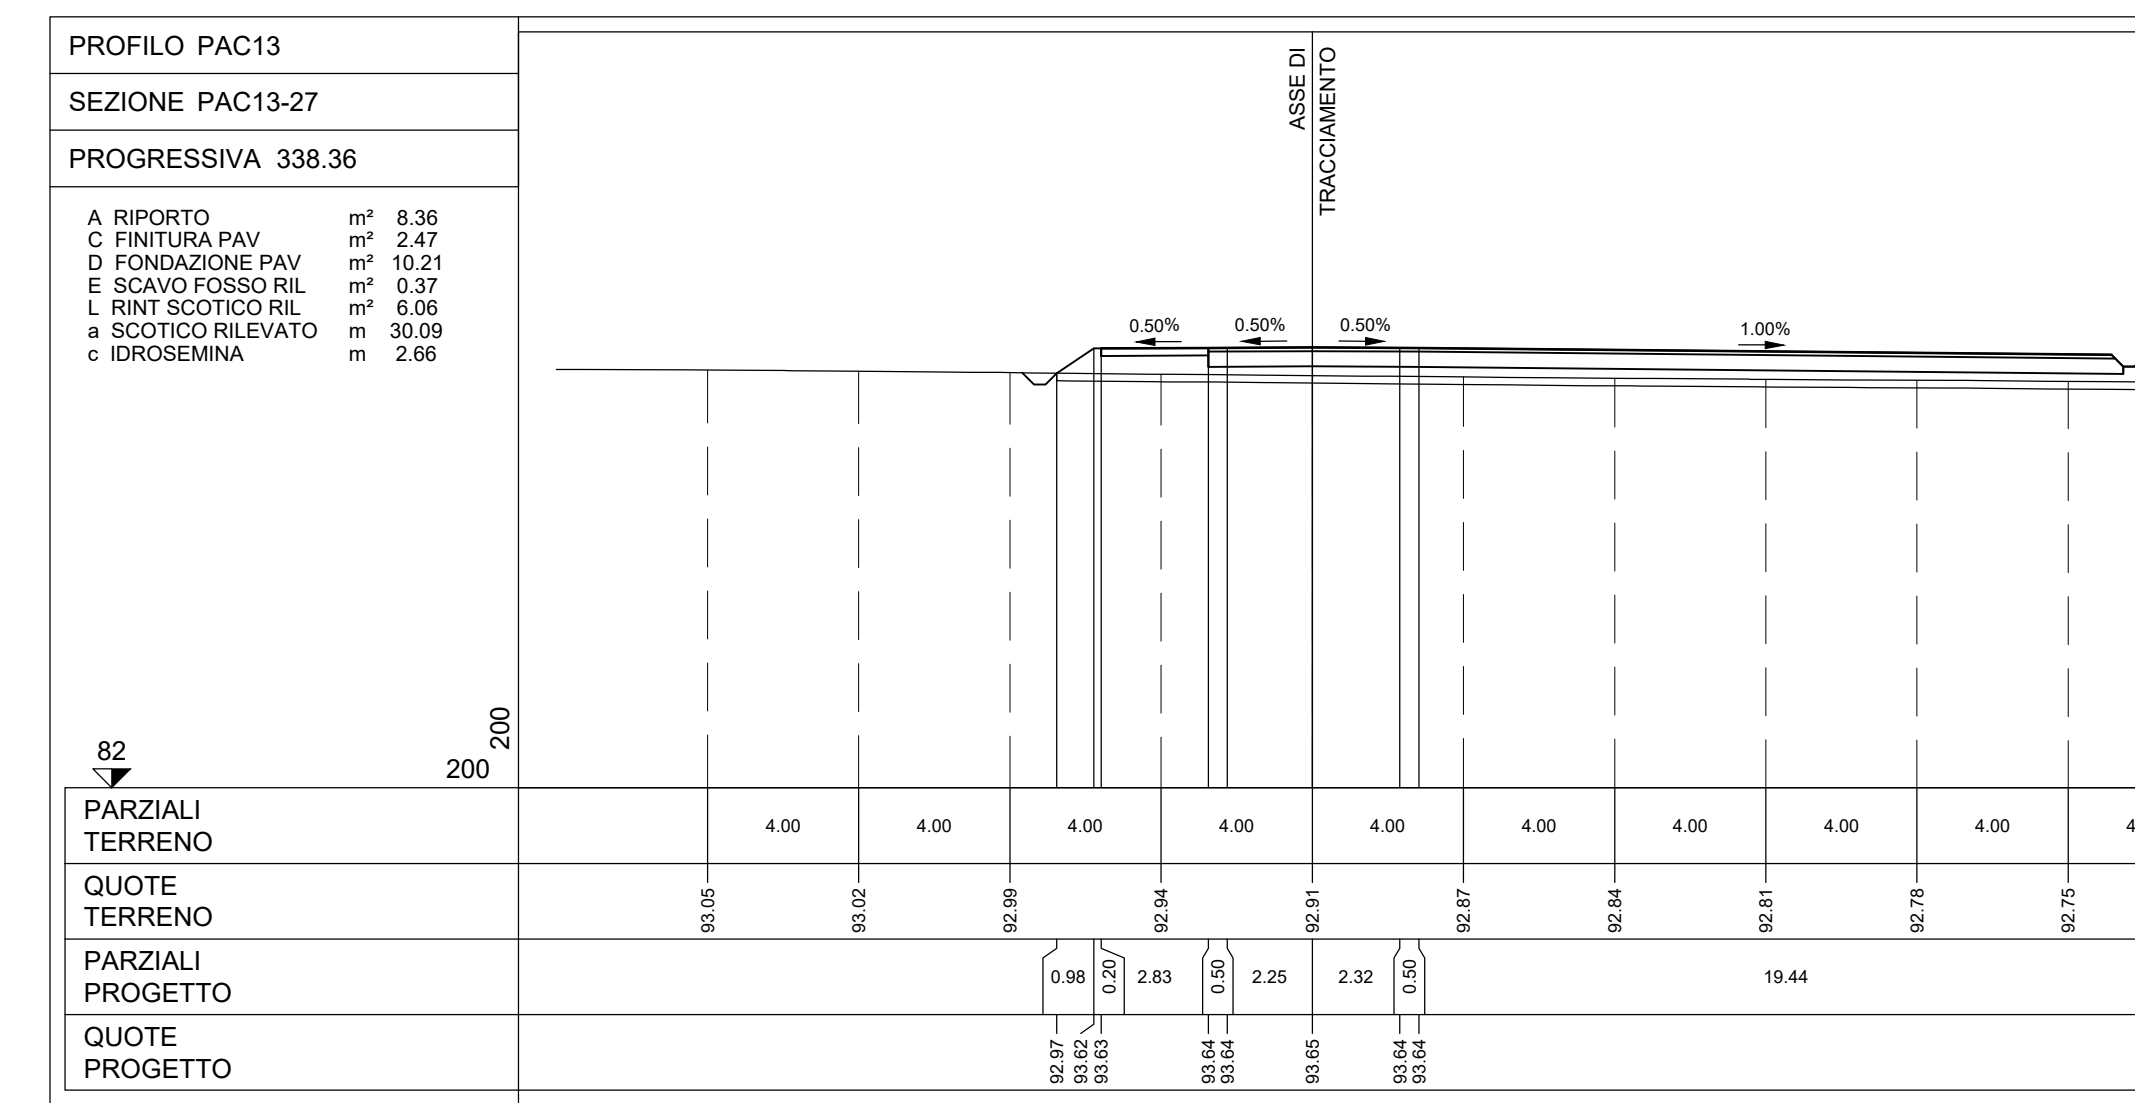 PROFILO PAC13
SEZIONE PAC13-27
PROGRESSIVA 338.36
A RIPORTO m² 8.36
C FINITURA PAV m² 2.47
D FONDAZIONE PAV m² 10.21
E SCAVO FOSSO RIL m² 0.37
L RINT SCOTICO RIL m² 6.06
a SCOTICO RILEVATO m 30.09
c IDROSEMINA m 2.66
ASSE DI
TRACCIAMENTO
0.50% 0.50% 0.50% 1.00%
82
200
200
PARZIALI
TERRENO
4.00 4.00 4.00 4.00 4.00 4.00 4.00 4.00 4.00 4
QUOTE
TERRENO
93.05 93.02 92.99 92.94 92.91 92.87 92.84 92.81 92.78 92.75
PARZIALI
PROGETTO
0.98 0.20 2.83 0.50 2.25 2.32 0.50 19.44
QUOTE
PROGETTO
92.97 93.62 93.63 93.64 93.64 93.65 93.64 93.64